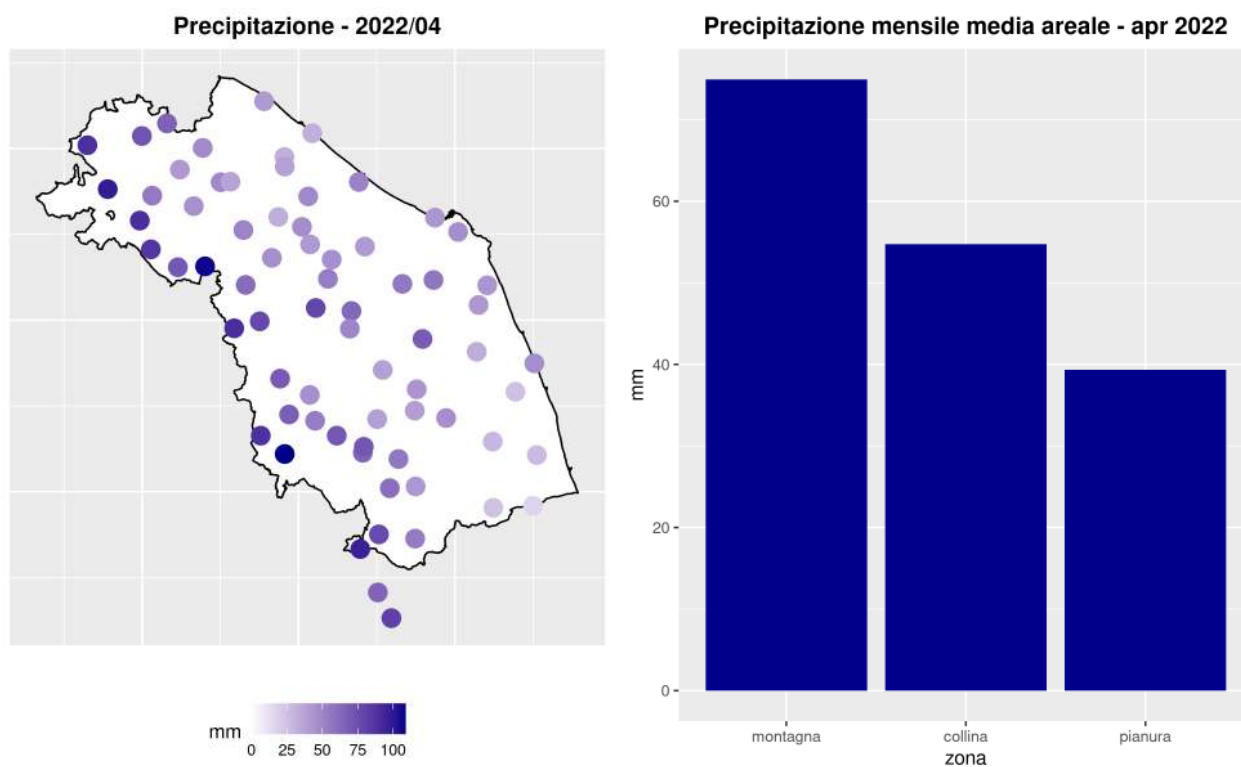 Precipitazione - 2022/04
mm
0 25 50 75 100
Precipitazione mensile media areale - apr 2022
mm
60
40
20
0
montagna collina pianura
zona